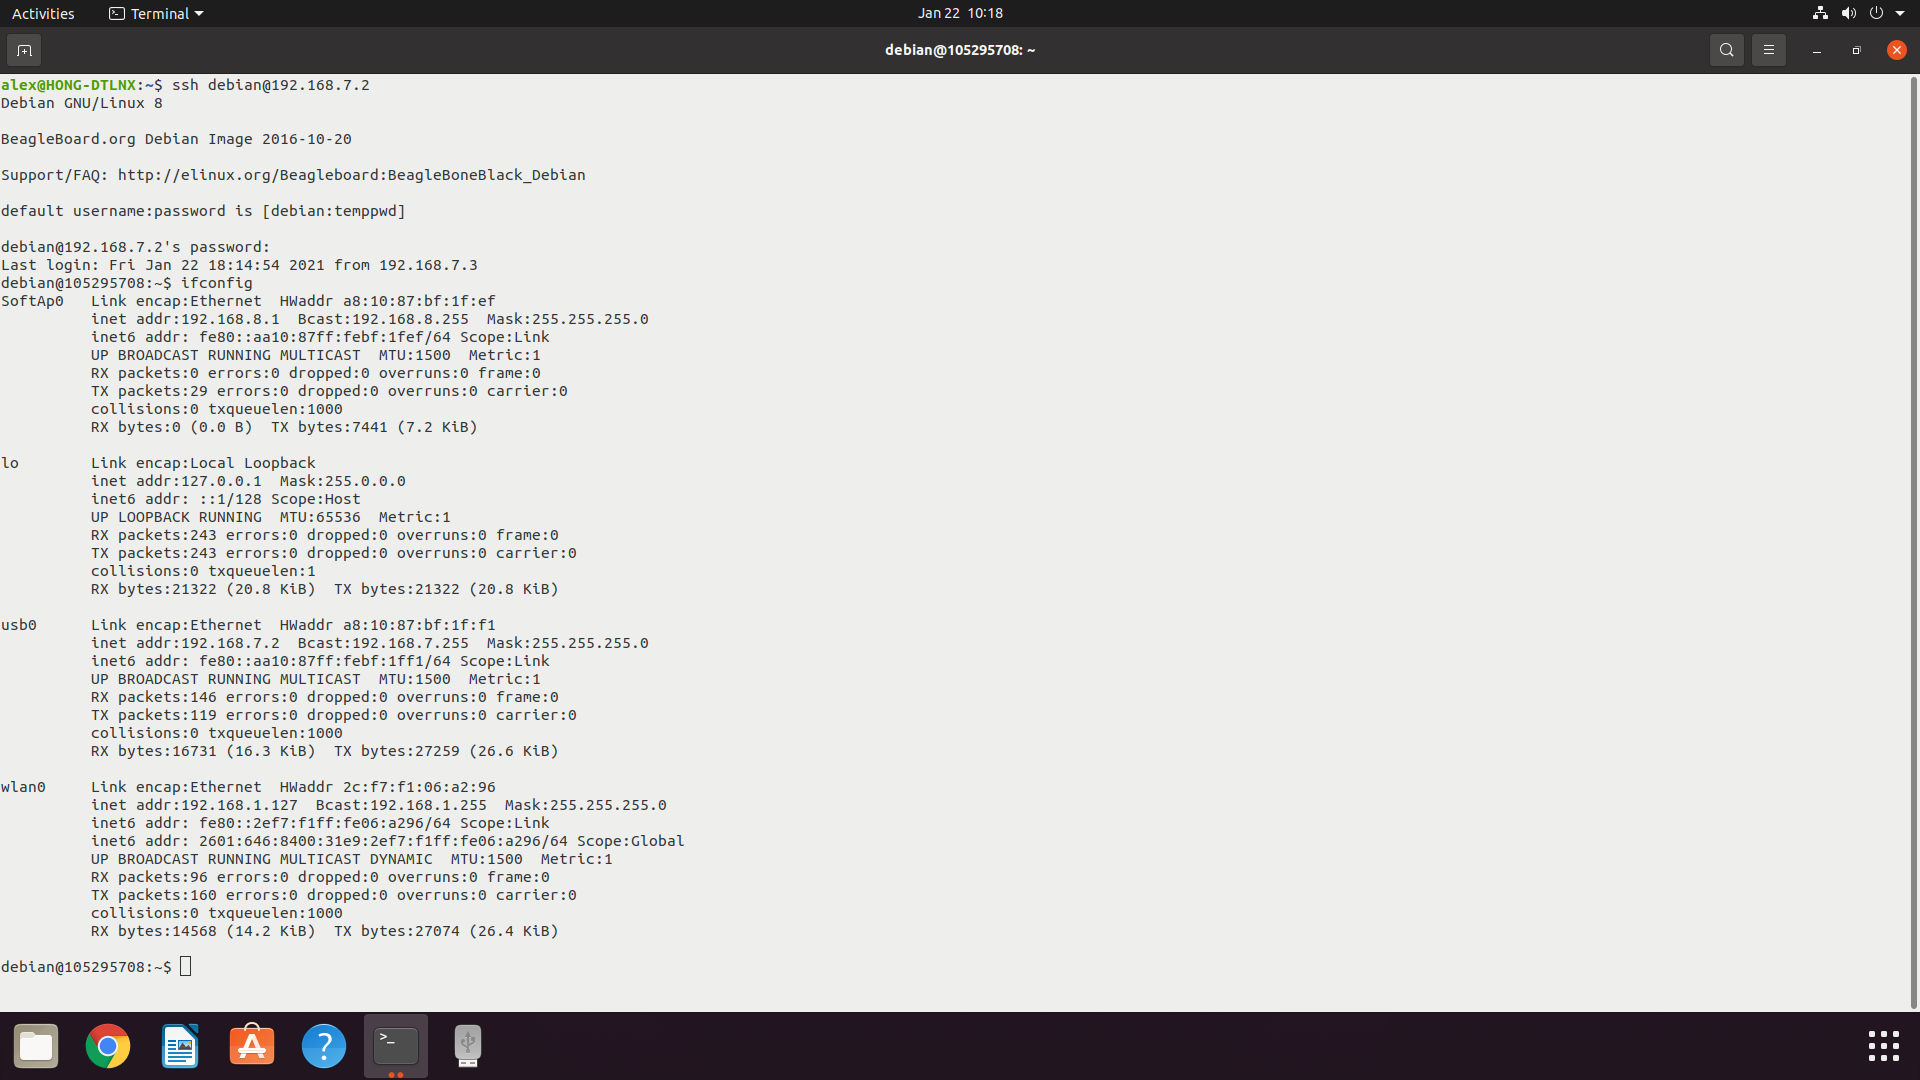 Activities
Terminal
Jan 22 10:18
debian@105295708: ~
alex@HONG-DTLNX:~$ ssh debian@192.168.7.2
Debian GNU/Linux 8
BeagleBoard.org Debian Image 2016-10-20
Support/FAQ: http://elinux.org/Beagleboard:BeagleBoneBlack_Debian
default username:password is [debian:temppwd]
debian@192.168.7.2's password:
Last login: Fri Jan 22 18:14:54 2021 from 192.168.7.3
debian@105295708:~$ ifconfig
SoftAp0   Link encap:Ethernet  HWaddr a8:10:87:bf:1f:ef
          inet addr:192.168.8.1  Bcast:192.168.8.255  Mask:255.255.255.0
          inet6 addr: fe80::aa10:87ff:febf:1fef/64 Scope:Link
          UP BROADCAST RUNNING MULTICAST  MTU:1500  Metric:1
          RX packets:0 errors:0 dropped:0 overruns:0 frame:0
          TX packets:29 errors:0 dropped:0 overruns:0 carrier:0
          collisions:0 txqueuelen:1000
          RX bytes:0 (0.0 B)  TX bytes:7441 (7.2 KiB)
lo        Link encap:Local Loopback
          inet addr:127.0.0.1  Mask:255.0.0.0
          inet6 addr: ::1/128 Scope:Host
          UP LOOPBACK RUNNING  MTU:65536  Metric:1
          RX packets:243 errors:0 dropped:0 overruns:0 frame:0
          TX packets:243 errors:0 dropped:0 overruns:0 carrier:0
          collisions:0 txqueuelen:1
          RX bytes:21322 (20.8 KiB)  TX bytes:21322 (20.8 KiB)
usb0      Link encap:Ethernet  HWaddr a8:10:87:bf:1f:f1
          inet addr:192.168.7.2  Bcast:192.168.7.255  Mask:255.255.255.0
          inet6 addr: fe80::aa10:87ff:febf:1ff1/64 Scope:Link
          UP BROADCAST RUNNING MULTICAST  MTU:1500  Metric:1
          RX packets:146 errors:0 dropped:0 overruns:0 frame:0
          TX packets:119 errors:0 dropped:0 overruns:0 carrier:0
          collisions:0 txqueuelen:1000
          RX bytes:16731 (16.3 KiB)  TX bytes:27259 (26.6 KiB)
wlan0     Link encap:Ethernet  HWaddr 2c:f7:f1:06:a2:96
          inet addr:192.168.1.127  Bcast:192.168.1.255  Mask:255.255.255.0
          inet6 addr: fe80::2ef7:f1ff:fe06:a296/64 Scope:Link
          inet6 addr: 2601:646:8400:31e9:2ef7:f1ff:fe06:a296/64 Scope:Global
          UP BROADCAST RUNNING MULTICAST DYNAMIC  MTU:1500  Metric:1
          RX packets:96 errors:0 dropped:0 overruns:0 frame:0
          TX packets:160 errors:0 dropped:0 overruns:0 carrier:0
          collisions:0 txqueuelen:1000
          RX bytes:14568 (14.2 KiB)  TX bytes:27074 (26.4 KiB)
debian@105295708:~$